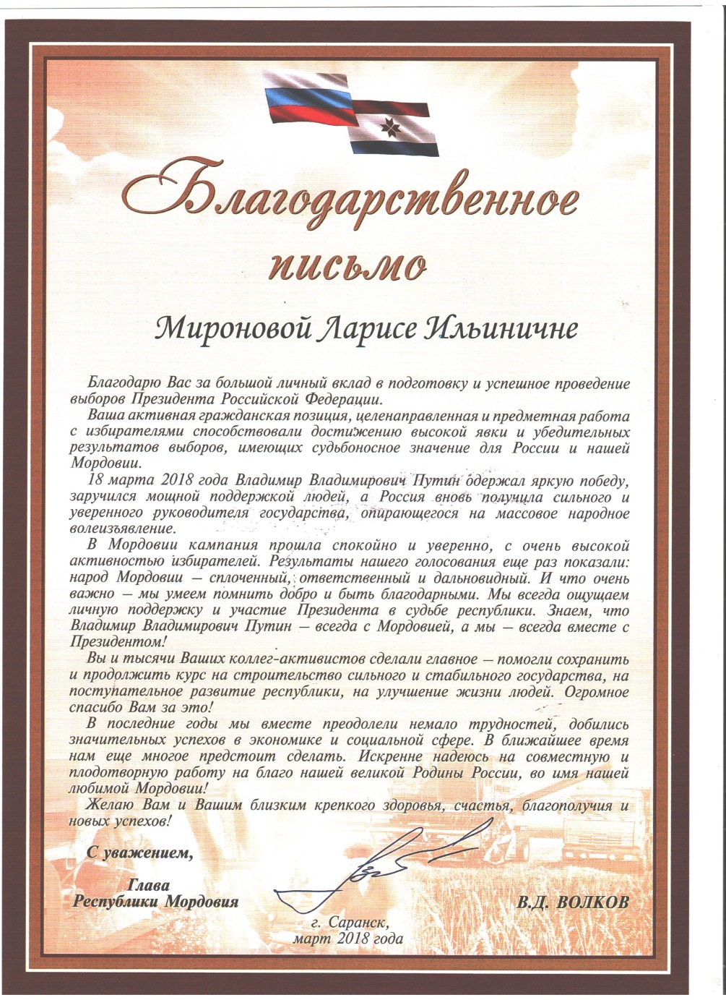 Благодарственное
письмо
Мироновой Ларисе Ильиничне
Благодарю Вас за большой личный вклад в подготовку и успешное проведение
выборов Президента Российской Федерации.
Ваша активная гражданская позиция, целенаправленная и предметная работа
с избирателями способствовали достижению высокой явки и убедительных
результатов выборов, имеющих судьбоносное значение для России и нашей
Мордовии.
18 марта 2018 года Владимир Владимирович Путин одержал яркую победу,
заручился мощной поддержкой людей, а Россия вновь получила сильного и
уверенного руководителя государства, опирающегося на массовое народное
волеизъявление.
В Мордовии кампания прошла спокойно и уверенно, с очень высокой
активностью избирателей. Результаты нашего голосования еще раз показали:
народ Мордовии – сплоченный, ответственный и дальновидный. И что очень
важно – мы умеем помнить добро и быть благодарными. Мы всегда ощущаем
личную поддержку и участие Президента в судьбе республики. Знаем, что
Владимир Владимирович Путин – всегда с Мордовией, а мы – всегда вместе с
Президентом!
Вы и тысячи Ваших коллег-активистов сделали главное – помогли сохранить
и продолжить курс на строительство сильного и стабильного государства, на
поступательное развитие республики, на улучшение жизни людей. Огромное
спасибо Вам за это!
В последние годы мы вместе преодолели немало трудностей, добились
значительных успехов в экономике и социальной сфере. В ближайшее время
нам еще многое предстоит сделать. Искренне надеюсь на совместную и
плодотворную работу на благо нашей великой Родины России, во имя нашей
любимой Мордовии!
Желаю Вам и Вашим близким крепкого здоровья, счастья, благополучия и
новых успехов!
С уважением,
Глава
Республики Мордовия
В.Д. ВОЛКОВ
г. Саранск,
март 2018 года